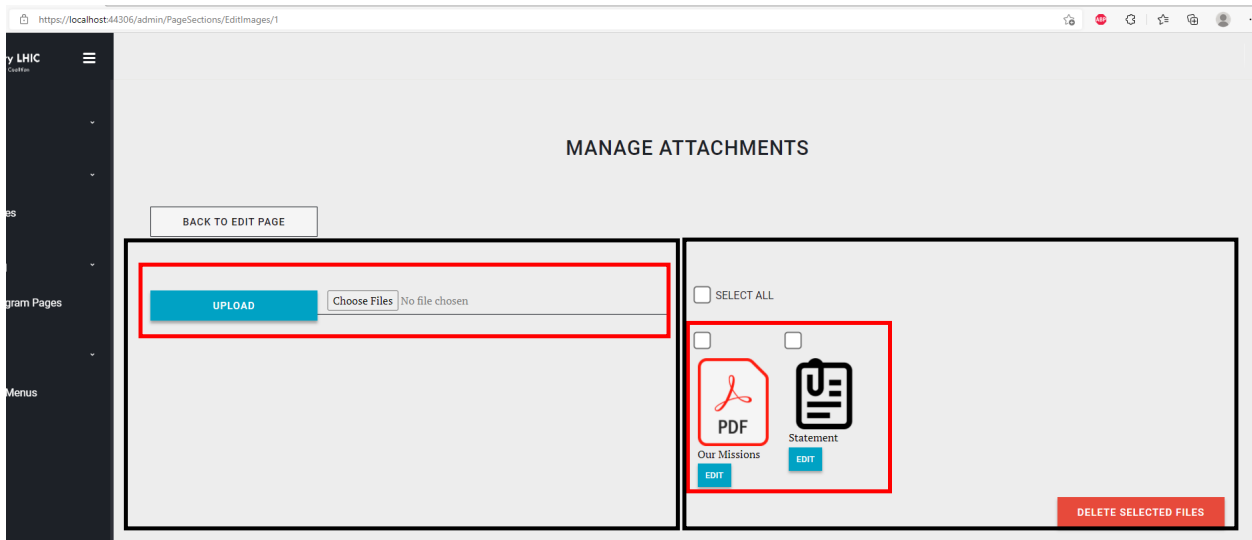 https://localhost:44306/admin/PageSections/EditImages/1
ABP
y LHIC
MANAGE ATTACHMENTS
es
BACK TO EDIT PAGE
gram Pages
UPLOAD
Choose Files No file chosen
SELECT ALL
Menus
PDF
Our Missions
EDIT
Statement
EDIT
DELETE SELECTED FILES